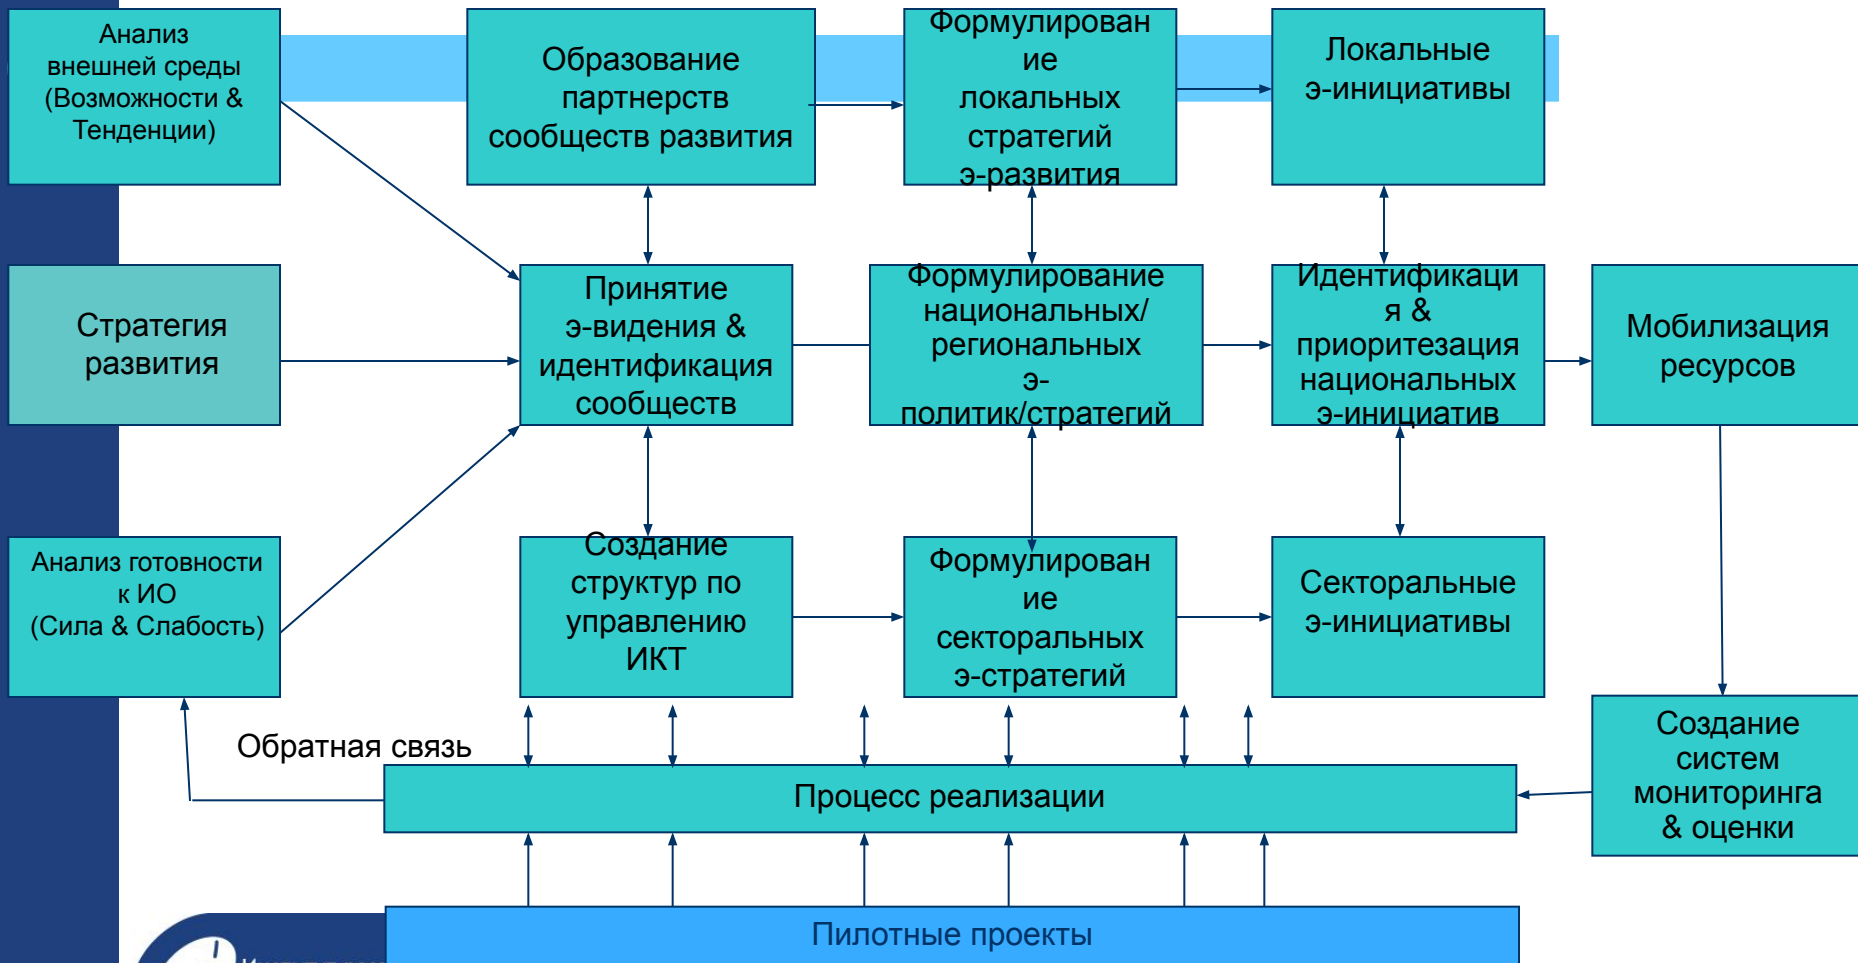 Анализ
внешней среды
(Возможности &
Тенденции)
Образование
партнерств
сообществ развития
Формулирован
ие
локальных
стратегий
э-развития
Локальные
э-инициативы
Стратегия
развития
Принятие
э-видения &
идентификация
сообществ
Формулирование
национальных/
региональных
э-
политик/стратегий
Идентификаци
я &
приоритезация
национальных
э-инициатив
Мобилизация
ресурсов
Анализ готовности
к ИО
(Сила & Слабость)
Создание
структур по
управлению
ИКТ
Формулирован
ие
секторальных
э-стратегий
Секторальные
э-инициативы
Обратная связь
Процесс реализации
Создание
систем
мониторинга
& оценки
Пилотные проекты